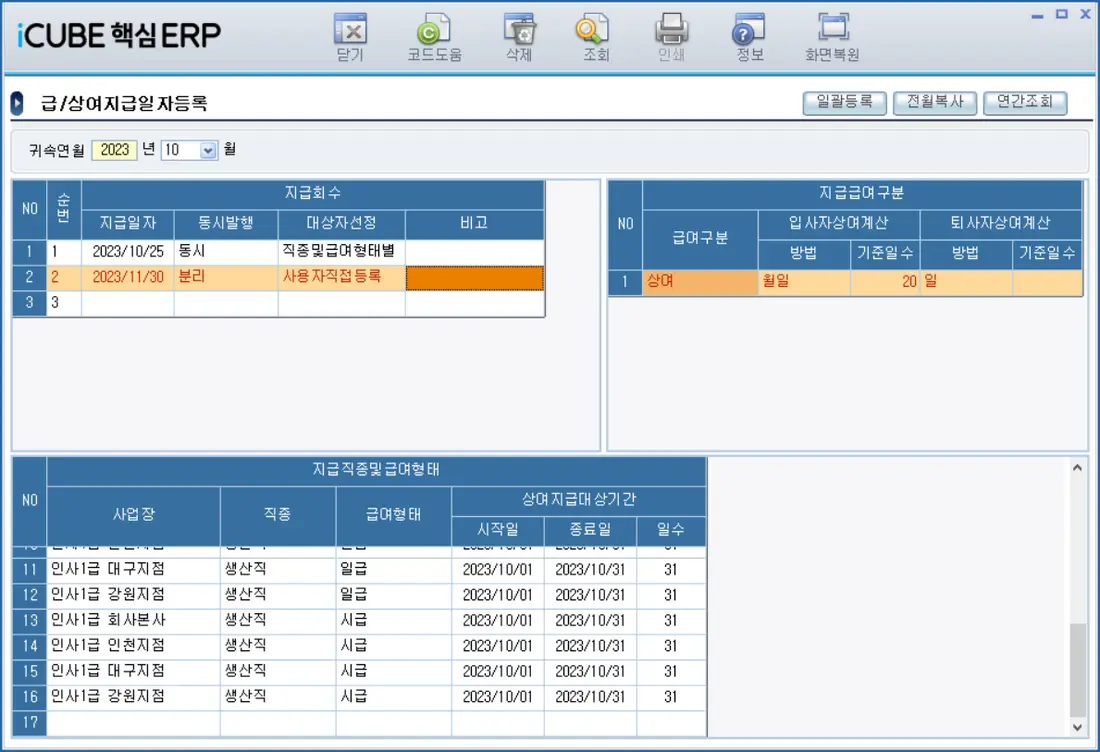 iCUBE 핵심ERP
닫기 코드도움 삭제 조회 인쇄 정보 화면복원
급/상여지급일자등록
일괄등록 전월복사 연간조회
귀속연월 2023 년 10 월
NO 순번 지급회수
지급일자 동시발행 대상자선정 비고
1 1 2023/10/25 동시 직종및급여형태별
2 2 2023/11/30 분리 사용자직접등록
3 3
NO 지급급여구분
급여구분 입사자상여계산 퇴사자상여계산
방법 기준일수 방법 기준일수
1 상여 월일 20 일
NO 지급직종및급여형태
사업장 직종 급여형태 상여지급대상기간
시작일 종료일 일수
11 인사1급 대구지점 생산직 일급 2023/10/01 2023/10/31 31
12 인사1급 강원지점 생산직 일급 2023/10/01 2023/10/31 31
13 인사1급 회사본사 생산직 시급 2023/10/01 2023/10/31 31
14 인사1급 인천지점 생산직 시급 2023/10/01 2023/10/31 31
15 인사1급 대구지점 생산직 시급 2023/10/01 2023/10/31 31
16 인사1급 강원지점 생산직 시급 2023/10/01 2023/10/31 31
17